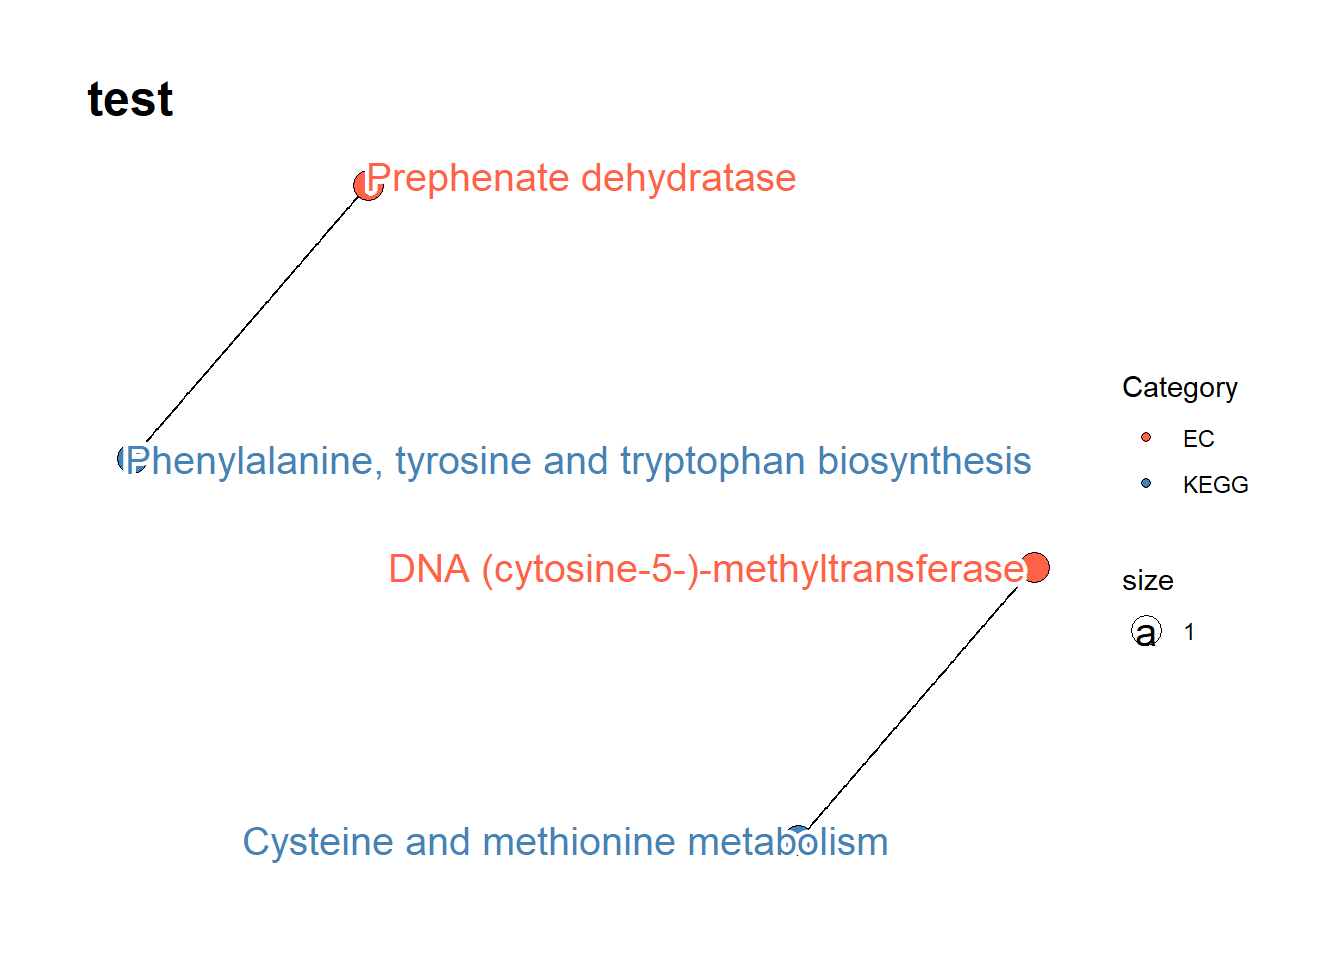 test
Prephenate dehydratase
Phenylalanine, tyrosine and tryptophan biosynthesis
DNA (cytosine-5-)-methyltransferase
Cysteine and methionine metabolism
Category
EC
KEGG
size
a 1